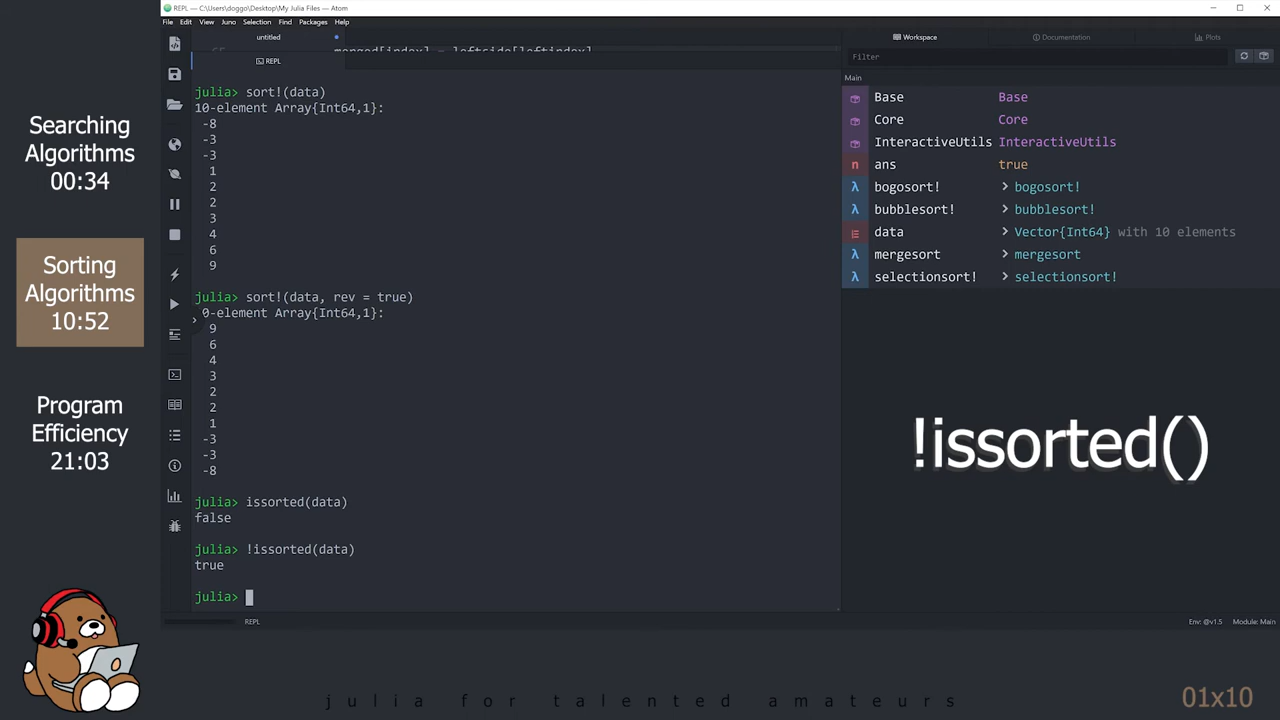 REPL — C:\Users\doggo\Desktop\My Julia Files — Atom
File Edit View Juno Selection Find Packages Help
untitled
merged[index] = leftside[leftindex]
REPL
julia> sort!(data)
10-element Array{Int64,1}:
-8
-3
-3
1
2
2
3
4
6
9
julia> sort!(data, rev = true)
0-element Array{Int64,1}:
9
6
4
3
2
2
1
-3
-3
-8
julia> issorted(data)
false
julia> !issorted(data)
true
julia>
REPL
Workspace Documentation Plots
Filter
Main
Base Base
Core Core
InteractiveUtils InteractiveUtils
n ans true
λ bogosort! > bogosort!
λ bubblesort! > bubblesort!
data > Vector{Int64} with 10 elements
λ mergesort > mergesort
λ selectionsort! > selectionsort!
Env: @v1.5 Module: Main
Searching
Algorithms
00:34
Sorting
Algorithms
10:52
Program
Efficiency
21:03
!issorted()
julia for talented amateurs
01x10